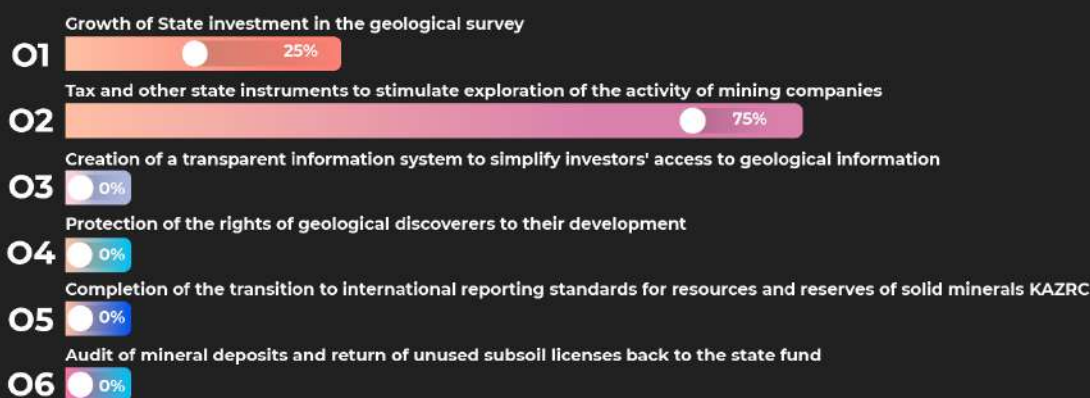 Growth of State investment in the geological survey
01 25%
Tax and other state instruments to stimulate exploration of the activity of mining companies
02 75%
Creation of a transparent information system to simplify investors' access to geological information
03 0%
Protection of the rights of geological discoverers to their development
04 0%
Completion of the transition to international reporting standards for resources and reserves of solid minerals KAZRC
05 0%
Audit of mineral deposits and return of unused subsoil licenses back to the state fund
06 0%